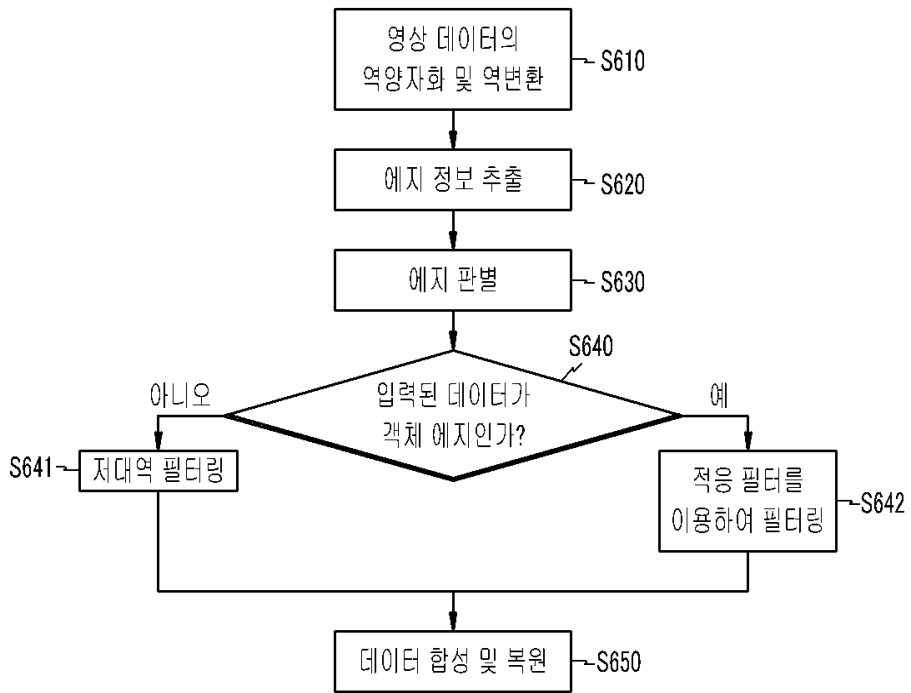 영상 데이터의
역양자화 및 역변환
S610
에지 정보 추출
S620
에지 판별
S630
S640
입력된 데이터가
객체 에지인가?
아니오
예
S641
저대역 필터링
적응 필터를
이용하여 필터링
S642
데이터 합성 및 복원
S650